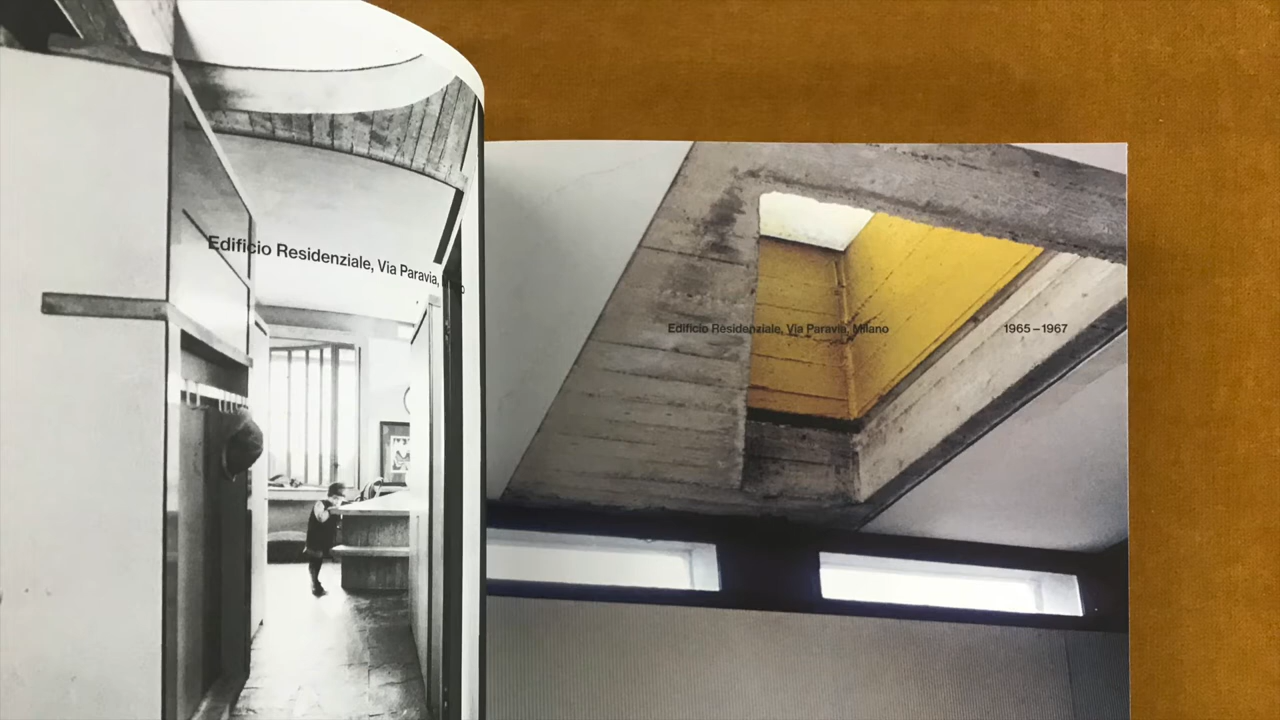 Edificio Residenziale, Via Paravia,
Edificio Residenziale, Via Paravia, Milano
1965–1967